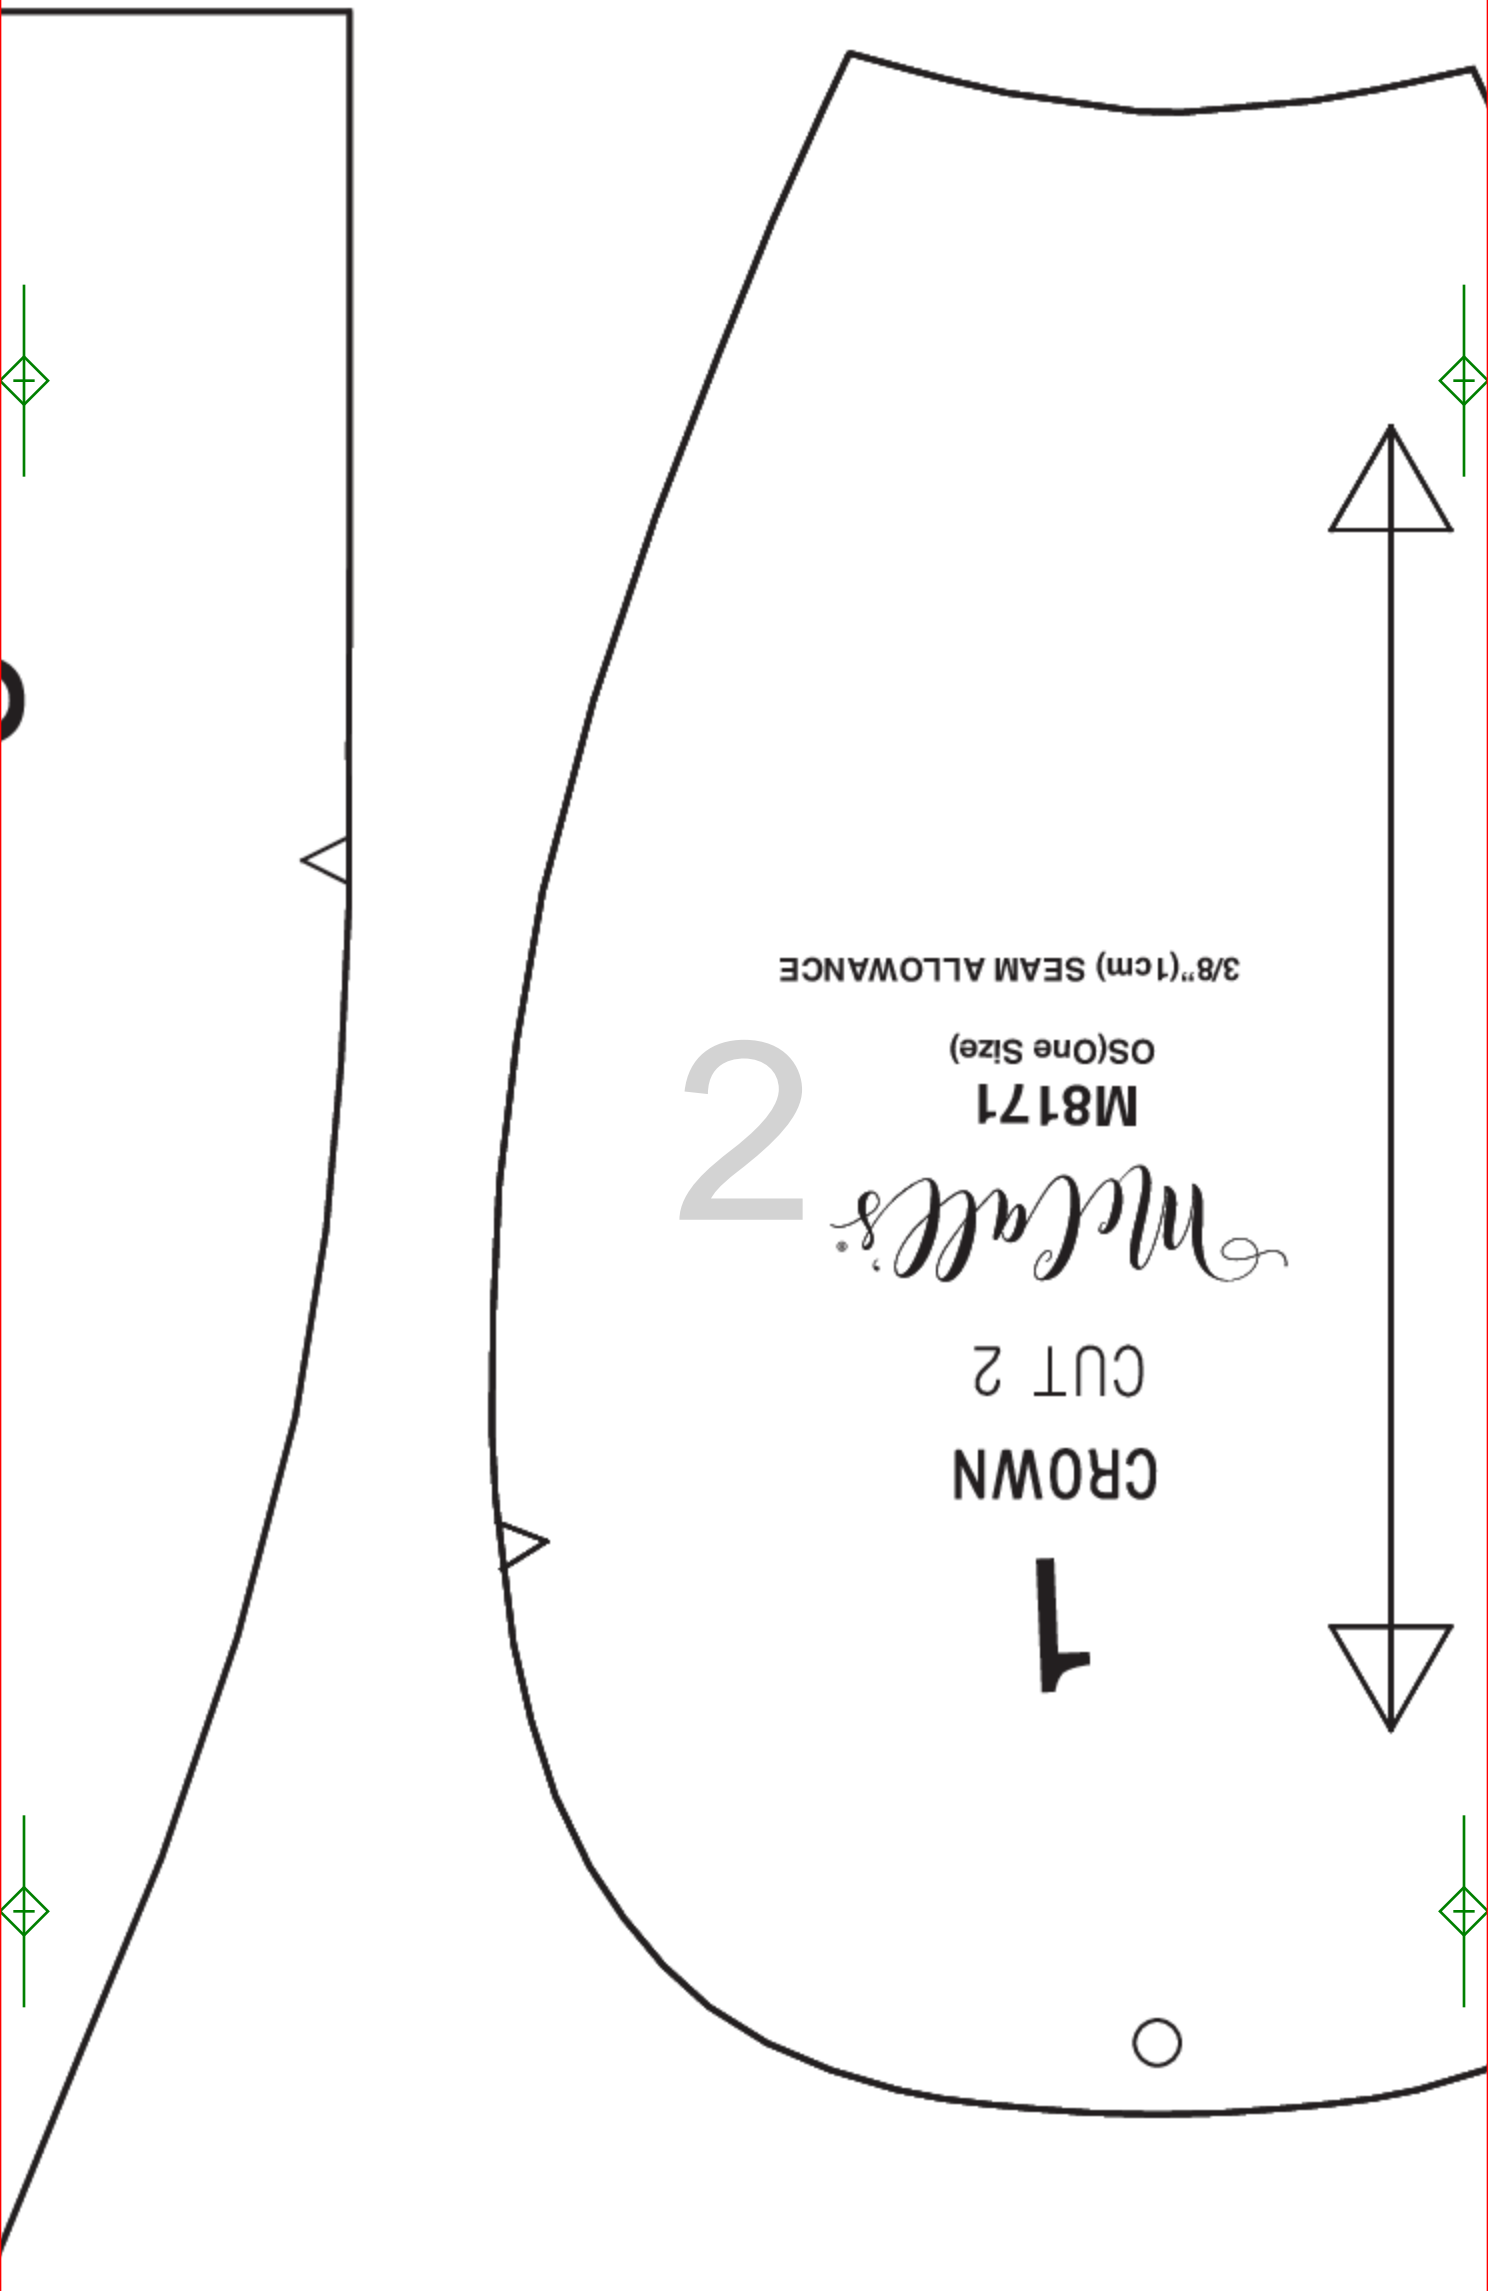 1
CROWN
CUT 2
McCall's®
M8171
OS(One Size)
3/8”(1cm) SEAM ALLOWANCE
2